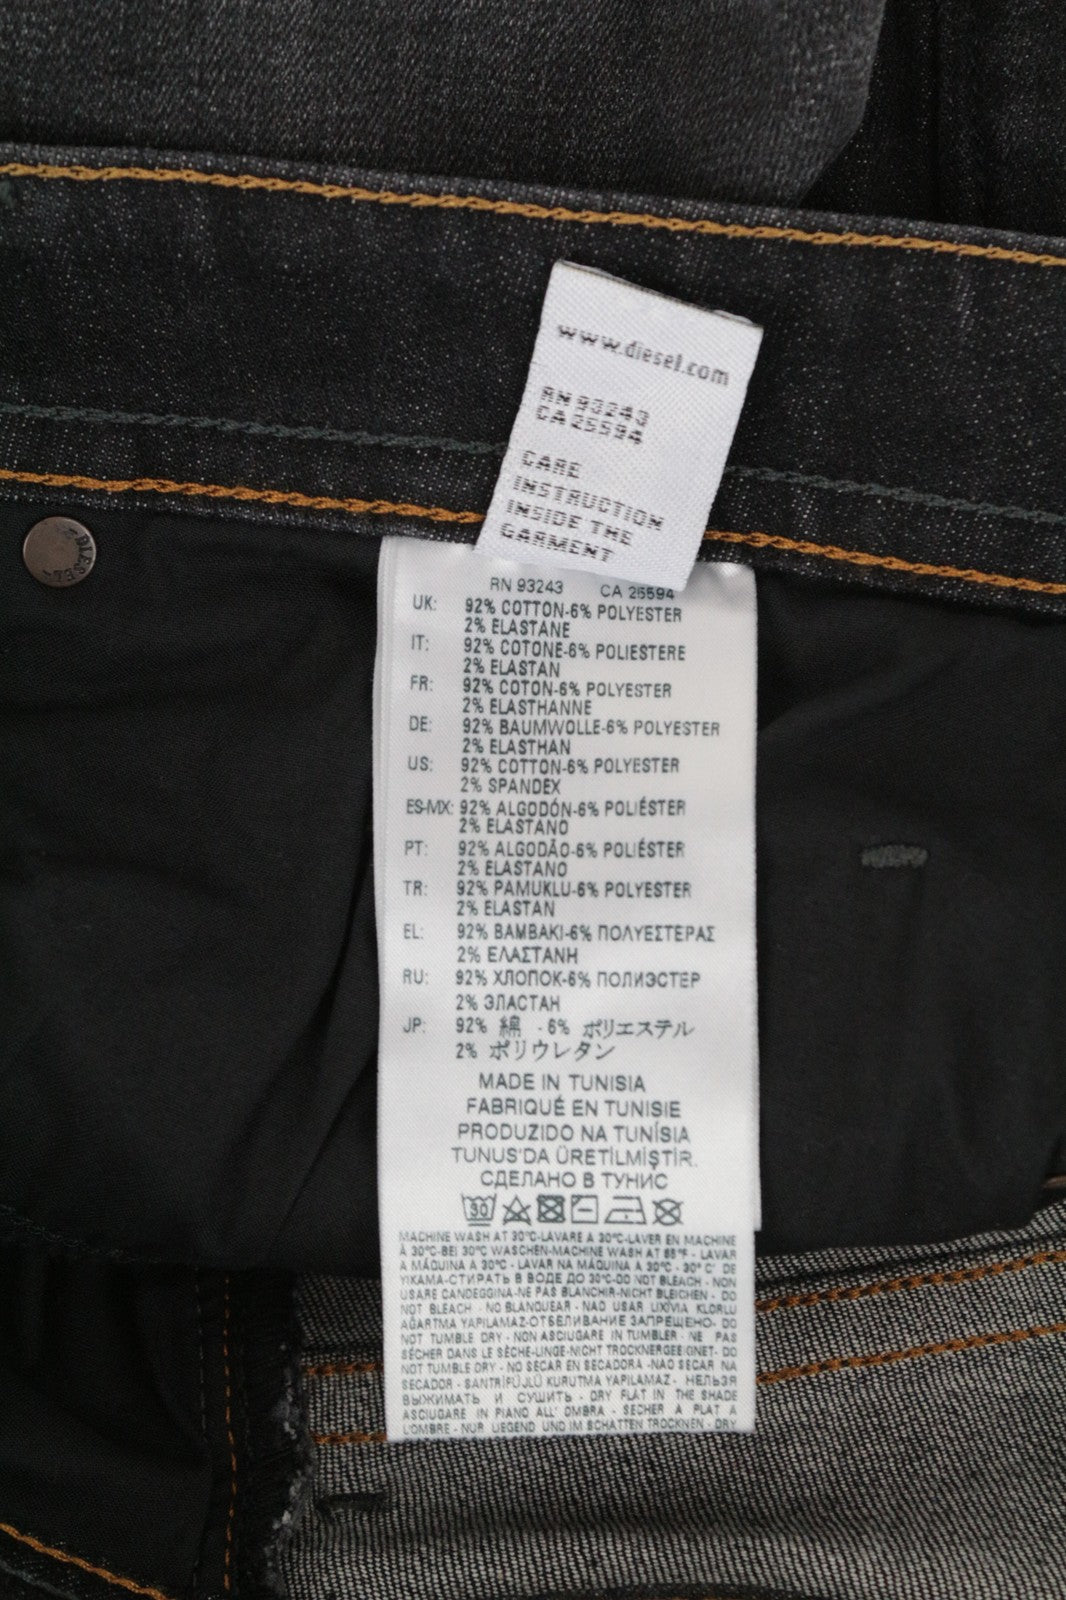 www.diesel.com
RN 93243
CA 25594
CARE
INSTRUCTION
INSIDE THE
GARMENT
DIESEL
RN 93243 CA 25594
UK: 92% COTTON-6% POLYESTER
2% ELASTANE
IT: 92% COTONE-6% POLIESTERE
2% ELASTAN
FR: 92% COTON-6% POLYESTER
2% ELASTHANNE
DE: 92% BAUMWOLLE-6% POLYESTER
2% ELASTHAN
US: 92% COTTON-6% POLYESTER
2% SPANDEX
ES-MX: 92% ALGODÓN-6% POLIÉSTER
2% ELASTANO
PT: 92% ALGODÃO-6% POLIÉSTER
2% ELASTANO
TR: 92% PAMUKLU-6% POLYESTER
2% ELASTAN
EL: 92% ΒΑΜΒΑΚΙ-6% ΠΟΛΥΕΣΤΕΡΑΣ
2% ΕΛΑΣΤΑΝΗ
RU: 92% ХЛОПОК-6% ПОЛИЭСТЕР
2% ЭЛАСТАН
JP: 92% 綿 -6% ポリエステル
2% ポリウレタン
MADE IN TUNISIA
FABRIQUÉ EN TUNISIE
PRODUZIDO NA TUNÍSIA
TUNUS'DA ÜRETİLMİŞTİR.
СДЕЛАНО В ТУНИС
30
MACHINE WASH AT 30°C-LAVARE A 30°C-LAVER EN MACHINE
À 30°C-BEI 30°C WASCHEN-MACHINE WASH AT 86°F - LAVAR
A MÁQUINA A 30°C - LAVAR NA MÁQUINA A 30°C - 30° C' DE
YIKAMA-СТИРАТЬ В ВОДЕ ДО 30°C-DO NOT BLEACH - NON
USARE CANDEGGINA-NE PAS BLANCHIR-NICHT BLEICHEN - DO
NOT BLEACH - NO BLANQUEAR - NAO USAR LIXÍVIA KLORLU
AĞARTMA YAPILAMAZ-ОТБЕЛИВАНИЕ ЗАПРЕЩЕНО- DO
NOT TUMBLE DRY - NON ASCIUGARE IN TUMBLER - NE PAS
SÉCHER DANS LE SÈCHE-LINGE-NICHT TROCKNERGEEIGNET- DO
NOT TUMBLE DRY - NO SECAR EN SECADORA -NAO SECAR NA
SECADOR - SANTRİFÜJLÜ KURUTMA YAPILAMAZ - НЕЛЬЗЯ
ВЫЖИМАТЬ И СУШИТЬ - DRY FLAT IN THE SHADE
ASCIUGARE IN PIANO ALL' OMBRA - SECHER A PLAT A
L'OMBRE - NUR LIEGEND UND IM SCHATTEN TROCKNEN - DRY